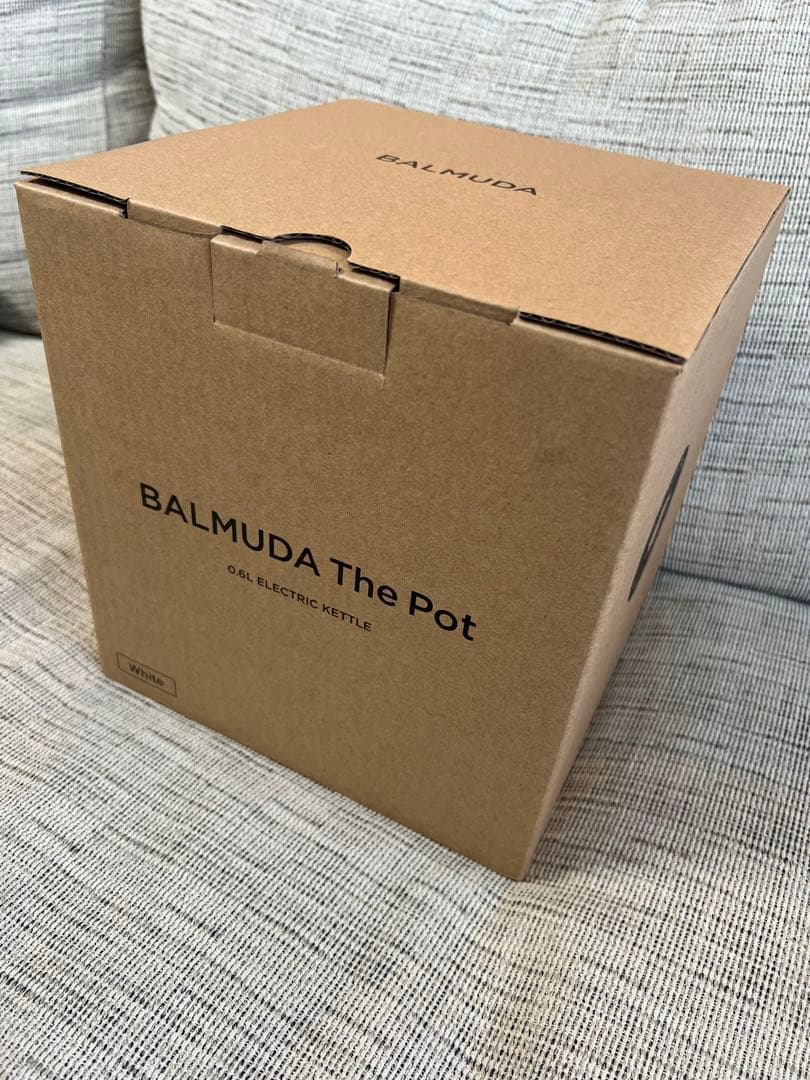 BALMUDA
BALMUDA The Pot
0.6L ELECTRIC KETTLE
White